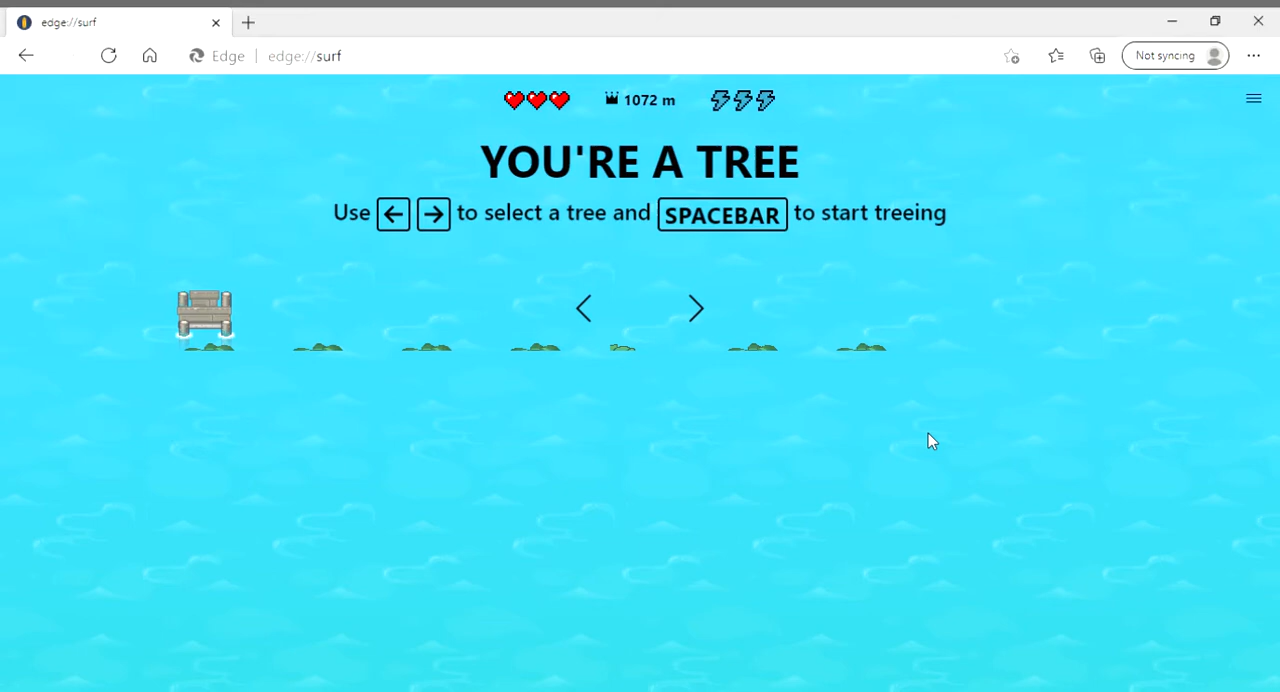 edge://surf
Edge | edge://surf
Not syncing
1072 m
YOU'RE A TREE
Use ← → to select a tree and SPACEBAR to start treeing